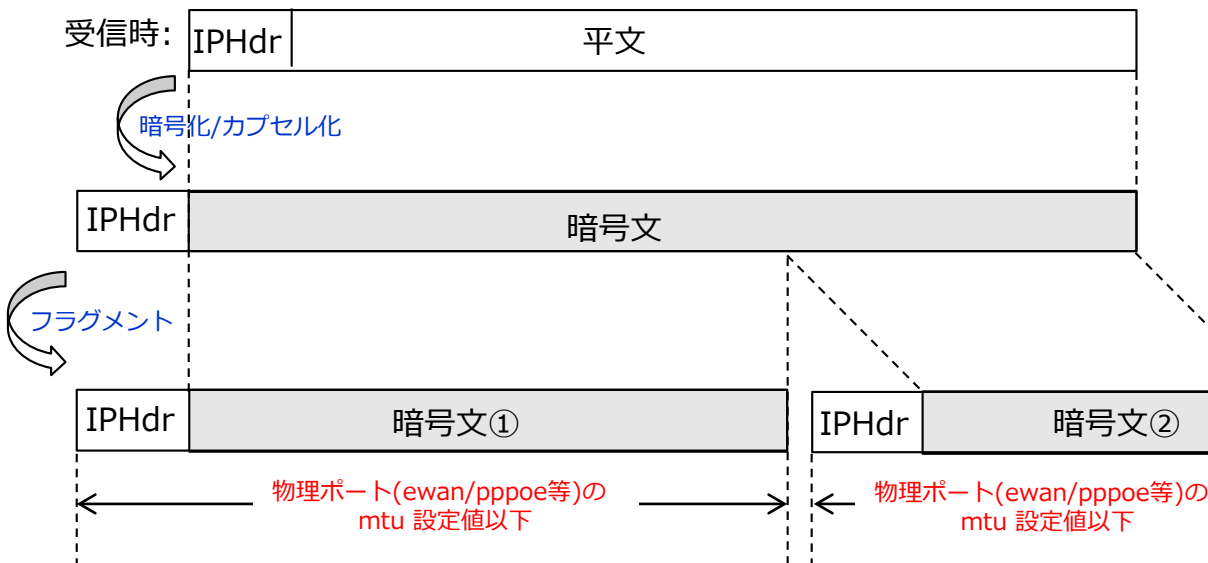 受信時:
IPHdr
平文
暗号化/カプセル化
IPHdr
暗号文
フラグメント
IPHdr
暗号文①
IPHdr
暗号文②
物理ポート(ewan/pppoe等)の
mtu 設定値以下
物理ポート(ewan/pppoe等)の
mtu 設定値以下